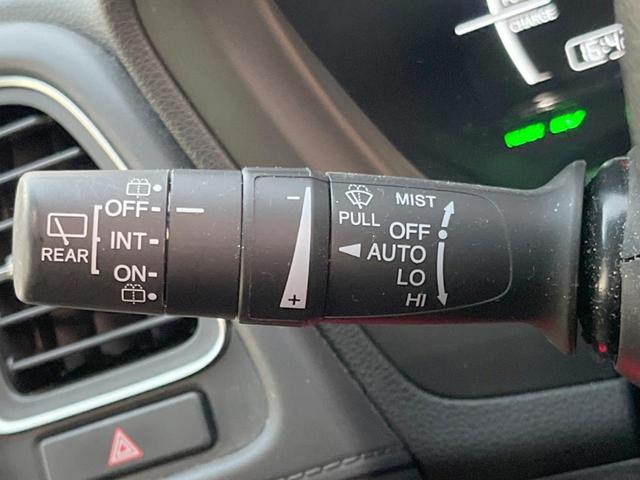 CHARGE
OFF
INT
ON
REAR
−
+
PULL
MIST
OFF
AUTO
LO
HI